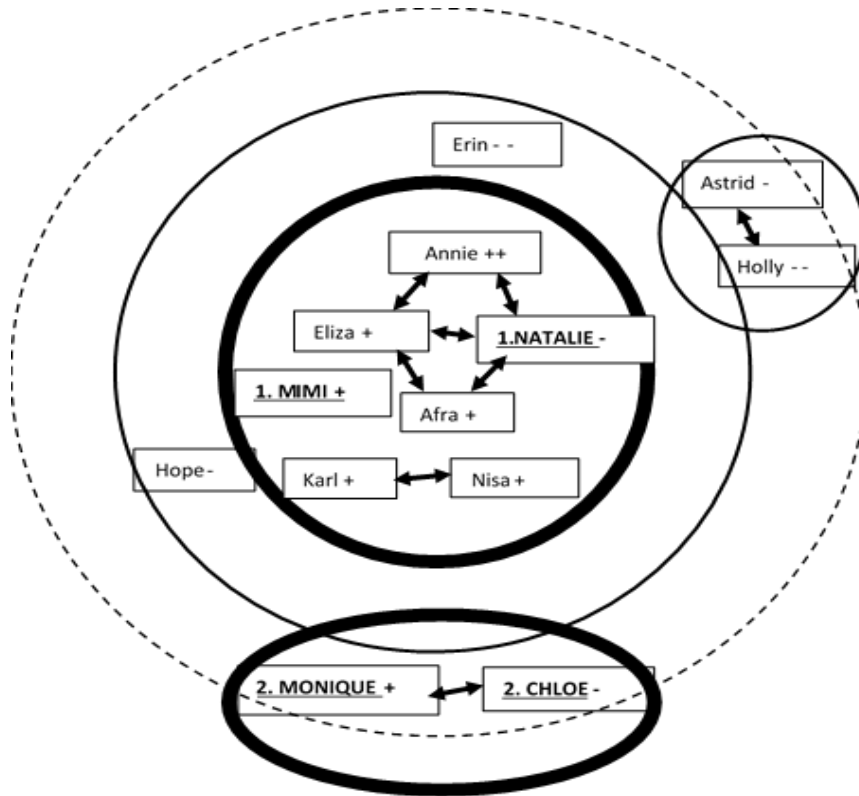 Erin - -
Astrid -
Annie ++
Holly - -
Eliza +
1.NATALIE -
1. MIMI +
Afra +
Hope-
Karl +
Nisa +
2. MONIQUE +
2. CHLOE -